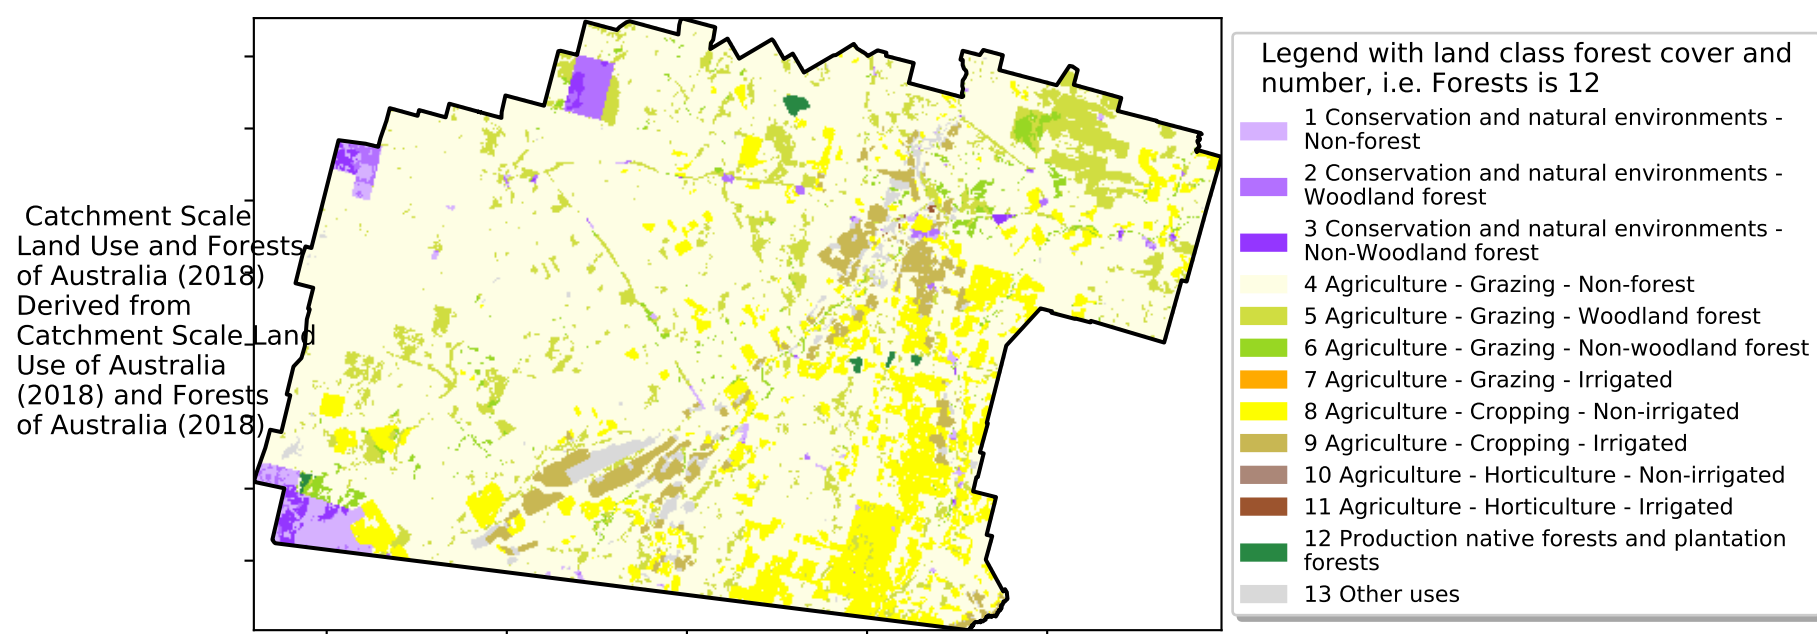 Catchment Scale
Land Use and Forests
of Australia (2018)
Derived from
Catchment Scale Land
Use of Australia
(2018) and Forests
of Australia (2018)
Legend with land class forest cover and
number, i.e. Forests is 12
1 Conservation and natural environments -
Non-forest
2 Conservation and natural environments -
Woodland forest
3 Conservation and natural environments -
Non-Woodland forest
4 Agriculture - Grazing - Non-forest
5 Agriculture - Grazing - Woodland forest
6 Agriculture - Grazing - Non-woodland forest
7 Agriculture - Grazing - Irrigated
8 Agriculture - Cropping - Non-irrigated
9 Agriculture - Cropping - Irrigated
10 Agriculture - Horticulture - Non-irrigated
11 Agriculture - Horticulture - Irrigated
12 Production native forests and plantation
forests
13 Other uses